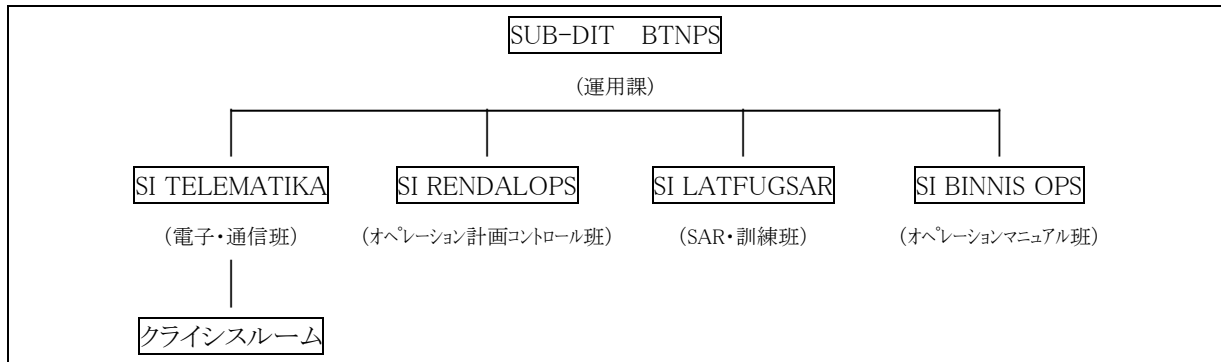 SUB-DIT　BTNPS
（運用課）
SI TELEMATIKA SI RENDALOPS SI LATFUGSAR SI BINNIS OPS
（電子・通信班） （ｵﾍﾟﾚｰｼｮﾝ計画ｺﾝﾄﾛｰﾙ班） （SAR・訓練班） （ｵﾍﾟﾚｰｼｮﾝﾏﾆｭｱﾙ班）
クライシスルーム